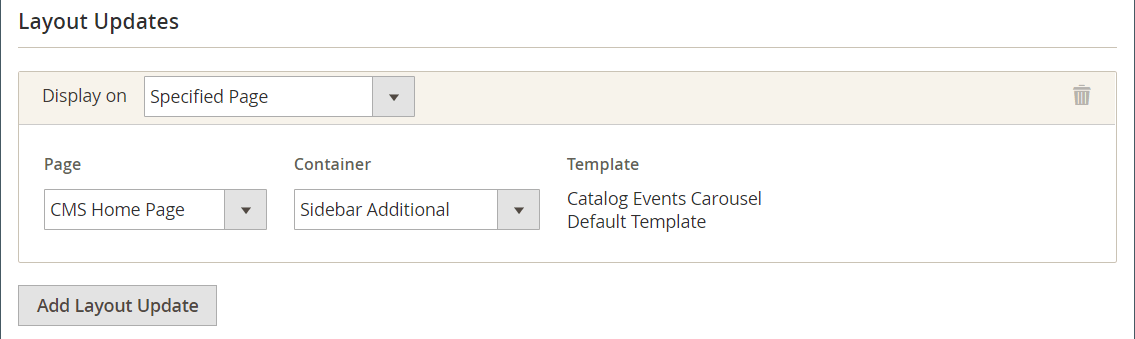 Layout Updates
Display on Specified Page
Page Container Template
CMS Home Page Sidebar Additional Catalog Events Carousel
Default Template
Add Layout Update